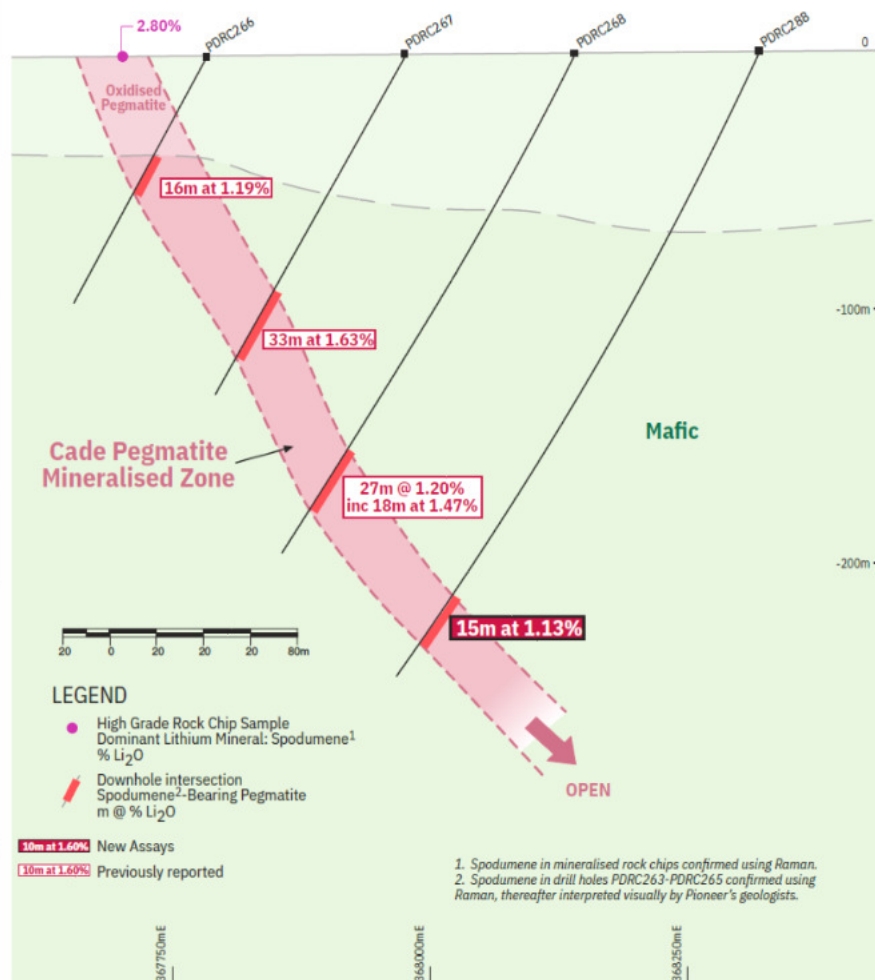 2.80%
PDRC266
PDRC267
PDRC268
PDRC288
0
Oxidised
Pegmatite
16m at 1.19%
-100m
33m at 1.63%
Mafic
Cade Pegmatite
Mineralised Zone
27m @ 1.20%
inc 18m at 1.47%
-200m
15m at 1.13%
20 0 20 20 20 80m
LEGEND
High Grade Rock Chip Sample
Dominant Lithium Mineral: Spodumene1
% Li2O
Downhole intersection
Spodumene2-Bearing Pegmatite
m @ % Li2O
OPEN
10m at 1.60% New Assays
10m at 1.60% Previously reported
1. Spodumene in mineralised rock chips confirmed using Raman.
2. Spodumene in drill holes PDRC263-PDRC265 confirmed using
Raman, thereafter interpreted visually by Pioneer's geologists.
367750mE
368000mE
368250mE